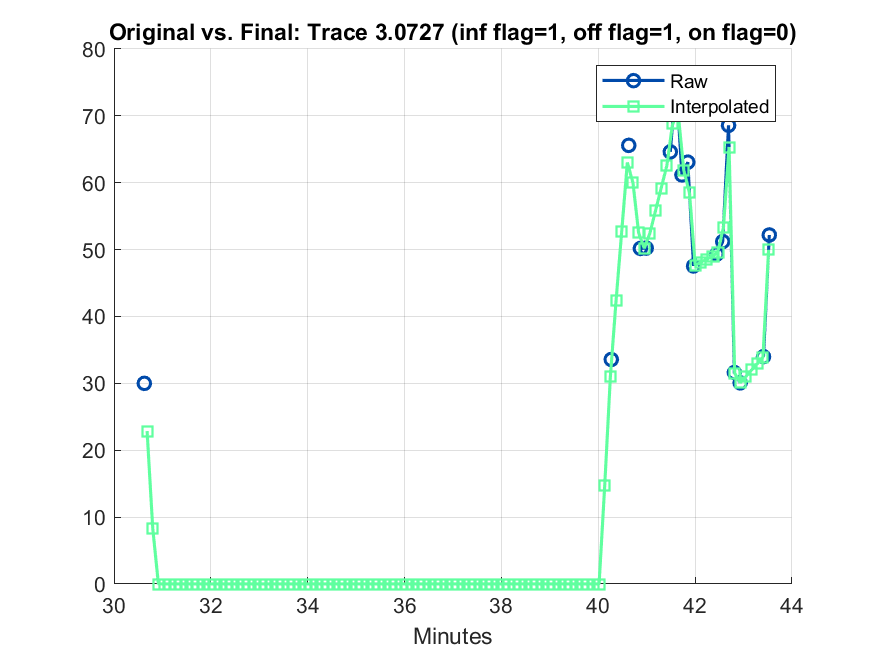 Original vs. Final: Trace 3.0727 (inf flag=1, off flag=1, on flag=0)
80
70
60
50
40
30
20
10
0
Raw
Interpolated
30 32 34 36 38 40 42 44
Minutes